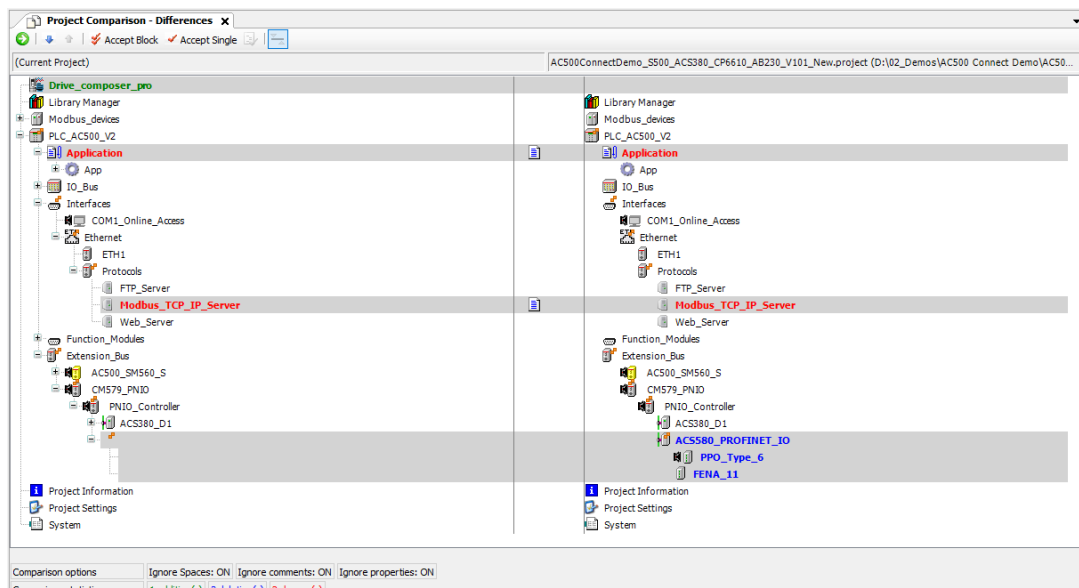 Project Comparison - Differences
Accept Block Accept Single
(Current Project) AC500ConnectDemo_S500_ACS380_CP6610_AB230_V101_New.project (D:\02_Demos\AC500 Connect Demo\AC50...
Drive_composer_pro
Library Manager Library Manager
Modbus_devices Modbus_devices
PLC_AC500_V2 PLC_AC500_V2
Application Application
App App
IO_Bus IO_Bus
Interfaces Interfaces
COM1_Online_Access COM1_Online_Access
Ethernet Ethernet
ETH1 ETH1
Protocols Protocols
FTP_Server FTP_Server
Modbus_TCP_IP_Server Modbus_TCP_IP_Server
Web_Server Web_Server
Function_Modules Function_Modules
Extension_Bus Extension_Bus
AC500_SM560_S AC500_SM560_S
CM579_PNIO CM579_PNIO
PNIO_Controller PNIO_Controller
ACS380_D1 ACS380_D1
ACS580_PROFINET_IO
PPO_Type_6
FENA_11
Project Information Project Information
Project Settings Project Settings
System System
Comparison options Ignore Spaces: ON Ignore comments: ON Ignore properties: ON